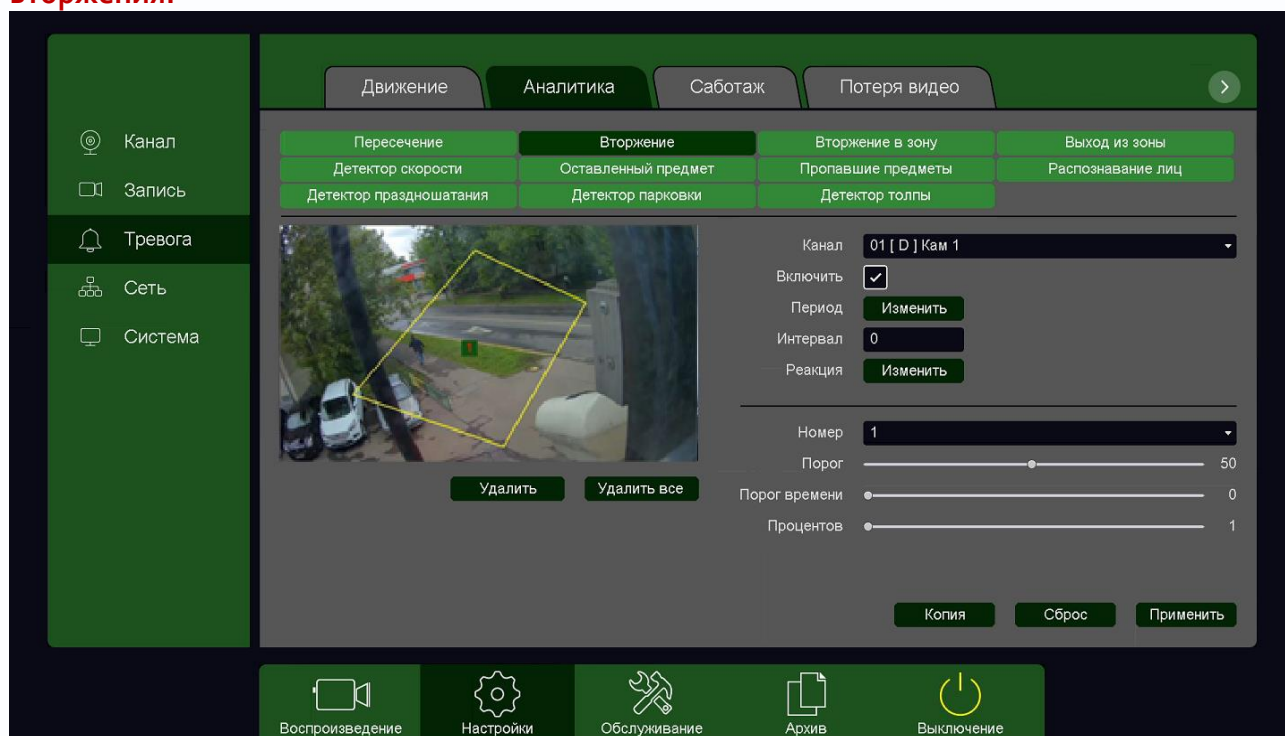 вторжения.
Движение Аналитика Саботаж Потеря видео
Канал
Запись
Тревога
Сеть
Система
Пересечение Вторжение Вторжение в зону Выход из зоны
Детектор скорости Оставленный предмет Пропавшие предметы Распознавание лиц
Детектор праздношатания Детектор парковки Детектор толпы
Канал 01 [ D ] Кам 1
Включить
Период Изменить
Интервал 0
Реакция Изменить
1
Номер 1
Порог 50
Порог времени 0
Процентов 1
Удалить Удалить все
Копия Сброс Применить
Воспроизведение Настройки Обслуживание Архив Выключение